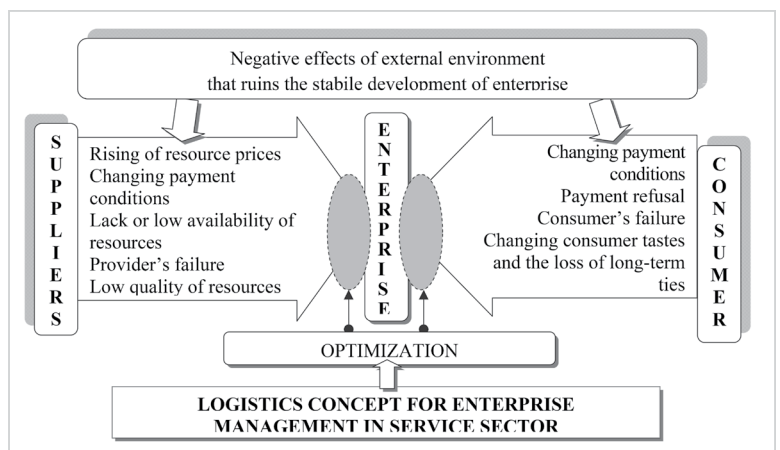 Negative effects of external environment
that ruins the stabile development of enterprise
SUPPLIERS
Rising of resource prices
Changing payment
conditions
Lack or low availability of
resources
Provider's failure
Low quality of resources
ENTERPRISE
Changing payment
conditions
Payment refusal
Consumer's failure
Changing consumer tastes
and the loss of long-term
ties
CONSUMER
OPTIMIZATION
LOGISTICS CONCEPT FOR ENTERPRISE
MANAGEMENT IN SERVICE SECTOR